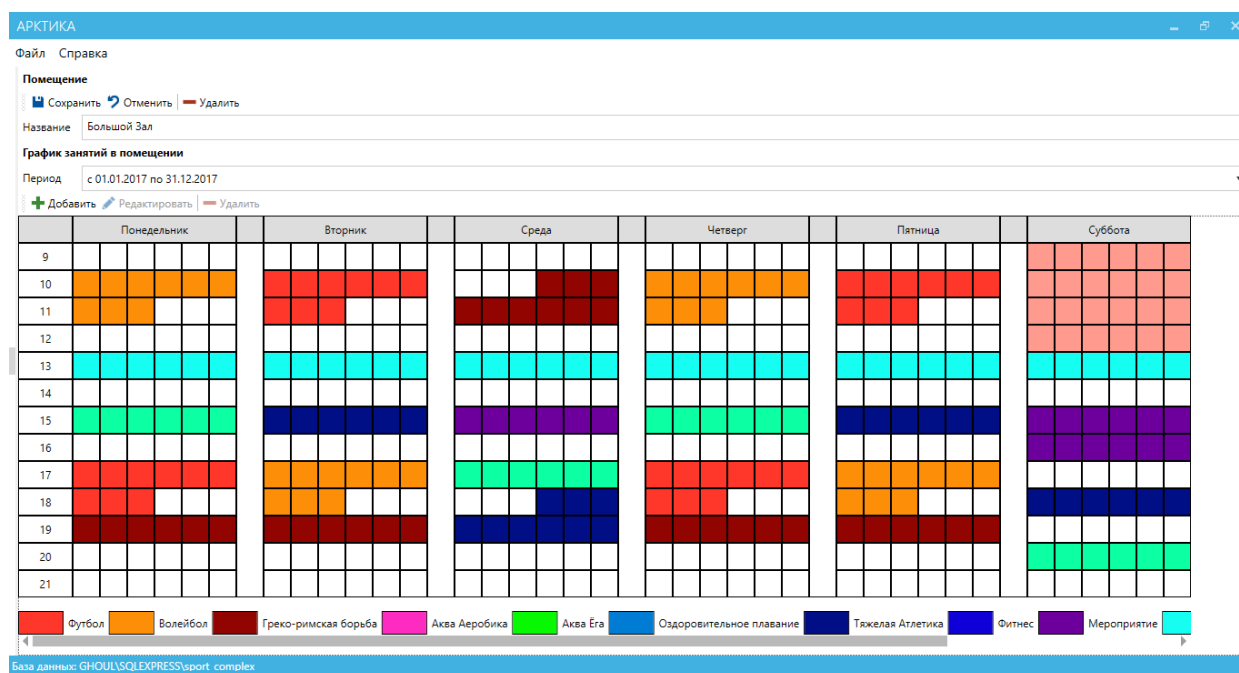 АРКТИКА
Файл Справка
Помещение
Сохранить Отменить Удалить
Название Большой Зал
График занятий в помещении
Период с 01.01.2017 по 31.12.2017
Добавить Редактировать Удалить
Понедельник Вторник Среда Четверг Пятница Суббота
9
10
11
12
13
14
15
16
17
18
19
20
21
Футбол Волейбол Греко-римская борьба Аква Аеробика Аква Ёга Оздоровительное плавание Тяжелая Атлетика Фитнес Мероприятие
База данных: GHOUL\SQLEXPRESS\sport_complex